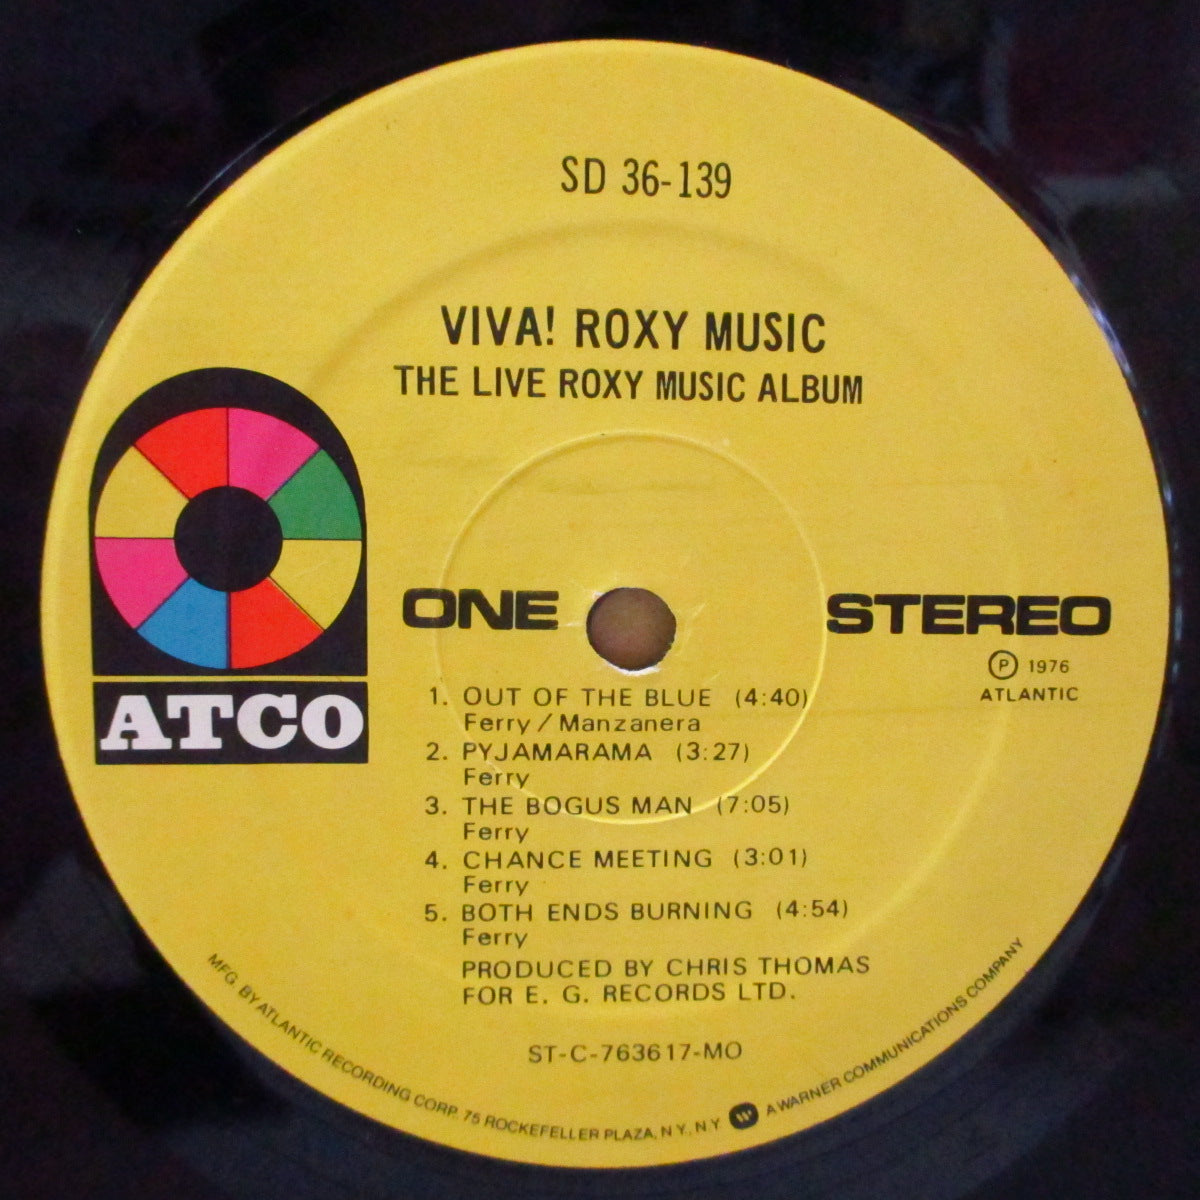 SD 36-139
VIVA! ROXY MUSIC
THE LIVE ROXY MUSIC ALBUM
ATCO
ONE
STEREO
Ⓟ 1976
ATLANTIC
1. OUT OF THE BLUE (4:40)
Ferry / Manzanera
2. PYJAMARAMA (3:27)
Ferry
3. THE BOGUS MAN (7:05)
Ferry
4. CHANCE MEETING (3:01)
Ferry
5. BOTH ENDS BURNING (4:54)
Ferry
PRODUCED BY CHRIS THOMAS
FOR E. G. RECORDS LTD.
ST-C-763617-MO
MFG. BY ATLANTIC RECORDING CORP. 75 ROCKEFELLER PLAZA, N.Y., N.Y. W A WARNER COMMUNICATIONS COMPANY